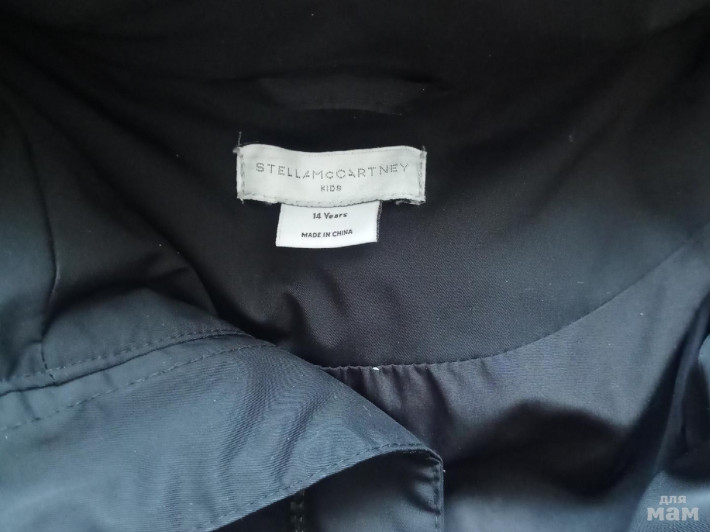 STELLAMcCARTNEY
KIDS
14 Years
MADE IN CHINA
для
мам